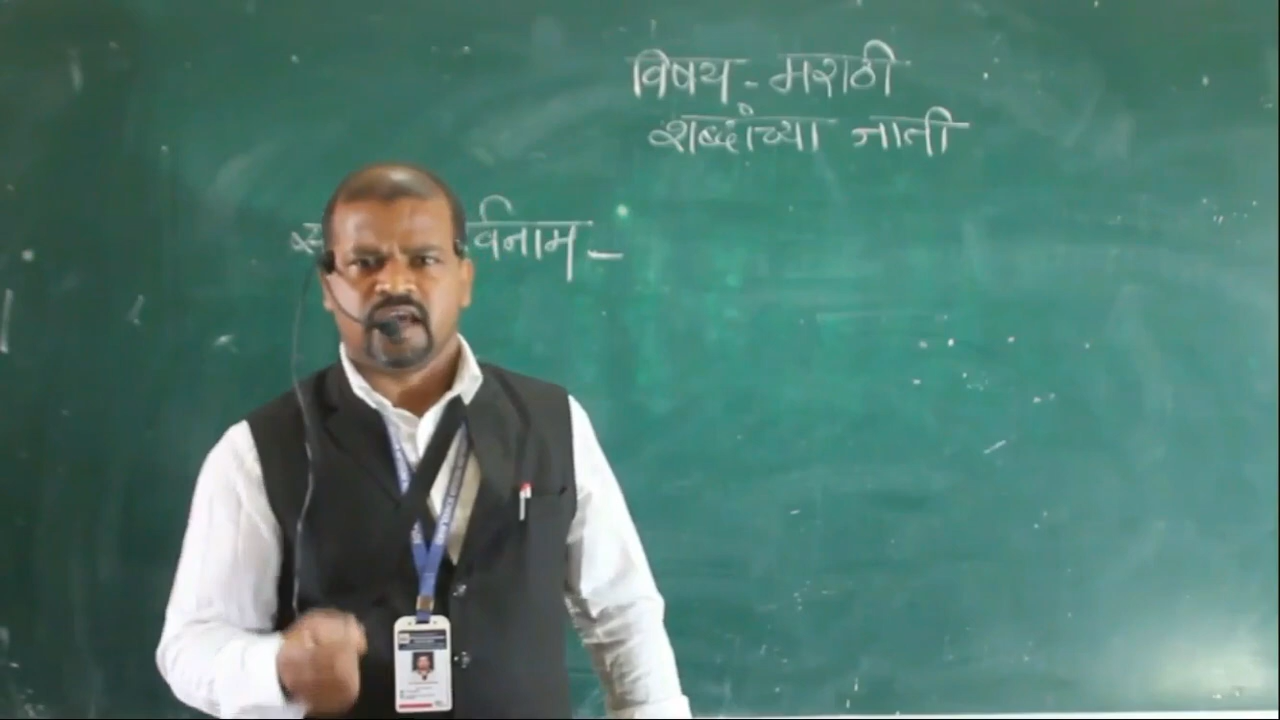 विषय - मराठी
शब्दांच्या जाती
र्वनाम -